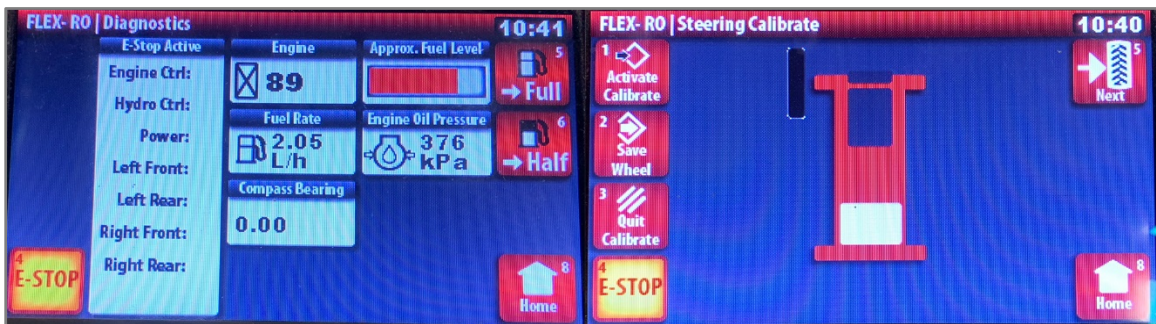 FLEX- RO | Diagnostics
10:41
E-Stop Active
Engine Ctrl:
Hydro Ctrl:
Power:
Left Front:
Left Rear:
Right Front:
Right Rear:
4
E-STOP
Engine
89
Fuel Rate
2.05
L/h
Compass Bearing
0.00
Approx. Fuel Level
Engine Oil Pressure
376
kPa
5
Full
6
Half
8
Home
FLEX- RO | Steering Calibrate
10:40
1
Activate
Calibrate
2
Save
Wheel
3
Quit
Calibrate
4
E-STOP
5
Next
8
Home